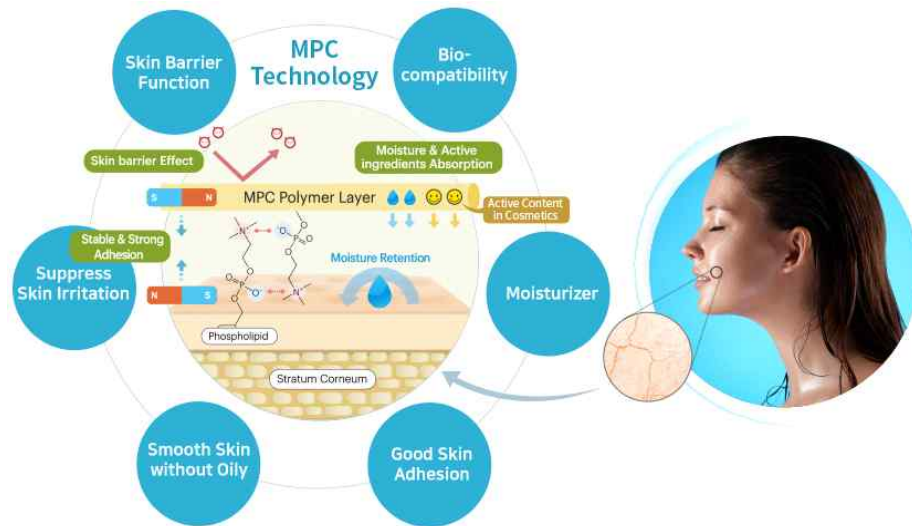 MPC
Technology
Skin Barrier
Function
Bio-
compatibility
Skin barrier Effect
Moisture & Active
ingredients Absorption
S N
MPC Polymer Layer
Active Content
in Cosmetics
Stable & Strong
Adhesion
N⁺
⁻O
P
O
O
O
Moisture Retention
Suppress
Skin Irritation
Moisturizer
N S
O
O
P
O⁻
O
N⁺
Phospholipid
Stratum Corneum
Smooth Skin
without Oily
Good Skin
Adhesion